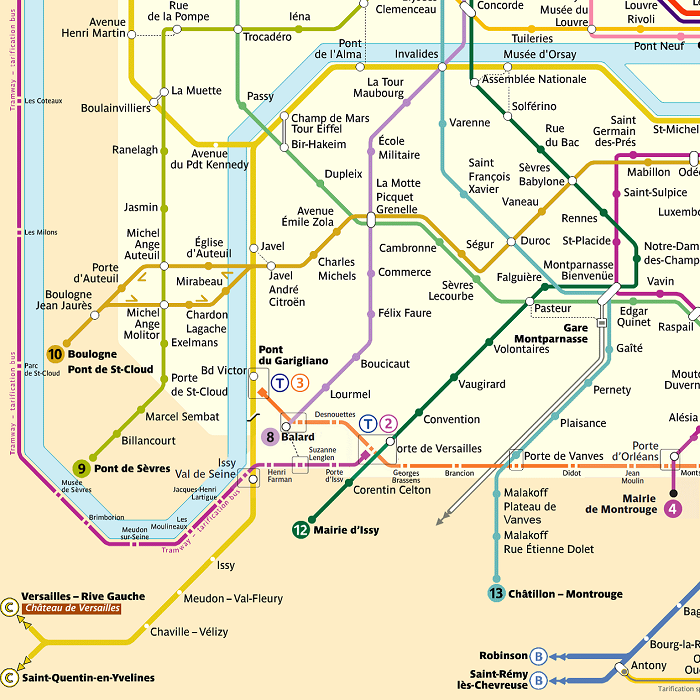 Elysées
Clemenceau
Concorde
Musée du
Louvre
Louvre
Rivoli
Rue
de la Pompe
Iéna
Avenue
Henri Martin
Trocadéro
Tuileries
Pont Neuf
Pont
de l'Alma
Invalides
Musée d'Orsay
La Tour
Maubourg
Assemblée Nationale
La Muette
Boulainvilliers
Passy
Solférino
Tramway - tarification bus
Les Coteaux
Champ de Mars
Tour Eiffel
Bir-Hakeim
Varenne
Rue
du Bac
Saint
Germain
des-Prés
St-Michel
Ranelagh
Avenue
du Pdt Kennedy
École
Militaire
Saint
François
Xavier
Sèvres
Babylone
Mabillon
Odé
Dupleix
La Motte
Picquet
Grenelle
Vaneau
Saint-Sulpice
Jasmin
Avenue
Émile Zola
Rennes
Luxembo
Les Milons
Michel
Ange
Auteuil
Église
d'Auteuil
Javel
Cambronne
Ségur
Duroc
St-Placide
Notre-Dam
des-Champs
Porte
d'Auteuil
Mirabeau
Javel
André
Citroën
Charles
Michels
Commerce
Falguière
Montparnasse
Bienvenüe
Boulogne
Jean Jaurès
Sèvres
Lecourbe
Vavin
Michel
Ange
Molitor
Chardon
Lagache
Félix Faure
Pasteur
Edgar
Quinet
Raspail
Gare
Montparnasse
Exelmans
10 Boulogne
Pont de St-Cloud
Pont
du Garigliano
Volontaires
Gaîté
Parc
de St-Cloud
Porte
de St-Cloud
Bd Victor
T 3
Boucicaut
Vaugirard
Pernety
Mouto
Duvern
Tramway - tarification bus
Marcel Sembat
Lourmel
Desnouettes
T 2
Convention
Plaisance
Alésia
Billancourt
8
Balard
9 Pont de Sèvres
Issy
Val de Seine
Suzanne
Lenglen
orte de Versailles
Porte de Vanves
Porte
d'Orléans
Henri
Farman
Porte
d'Issy
Georges
Brassens
Brancion
Didot
Jean
Moulin
Monts
Musée
de Sèvres
Jacques-Henri
Lartigue
Corentin Celton
Malakoff
Plateau de
Vanves
Mairie
de Montrouge
4
Brimborion
Meudon
sur-Seine
Les
Moulineaux
Tramway - tarification bus
12 Mairie d'Issy
Malakoff
Rue Étienne Dolet
Issy
13 Châtillon – Montrouge
C
Versailles – Rive Gauche
Château de Versailles
Meudon – Val-Fleury
Chaville – Vélizy
Bag
Bourg-la-R
C Saint-Quentin-en-Yvelines
Robinson B
Antony
Saint-Rémy
lès-Chevreuse
B
Tarification sp